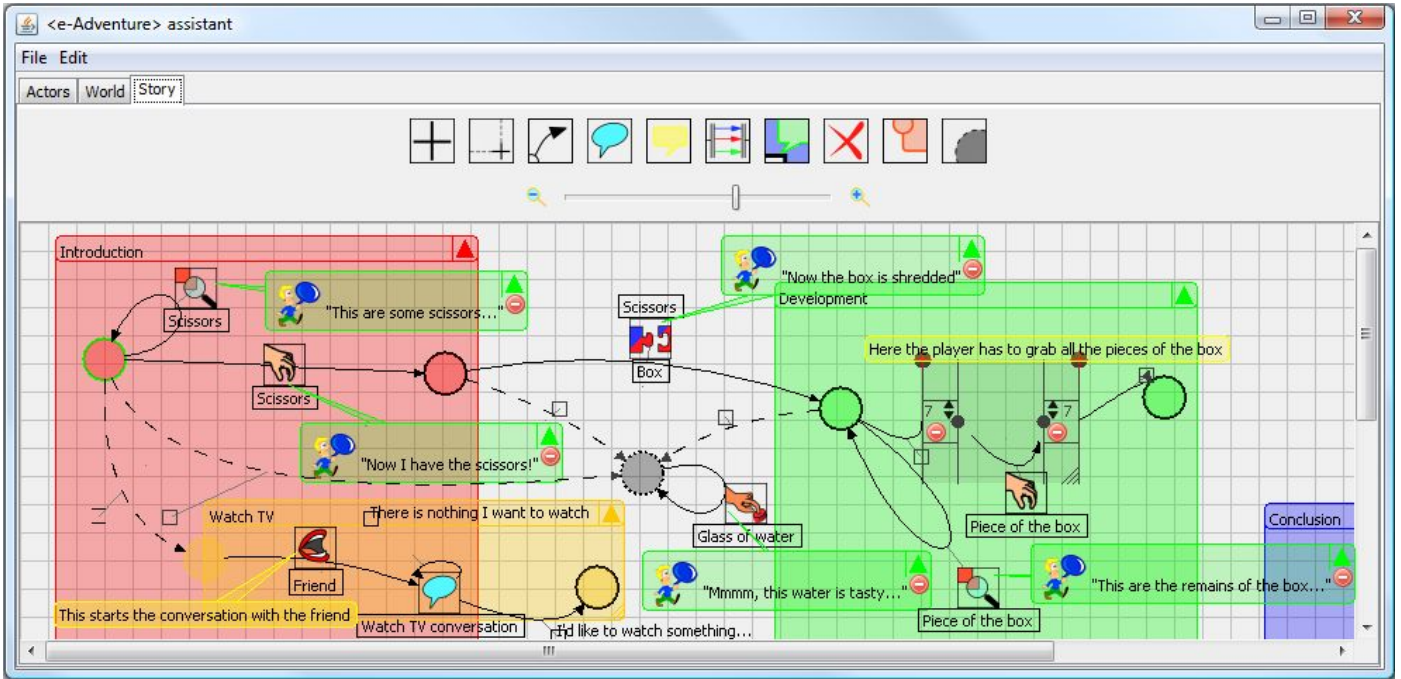 <e-Adventure> assistant
File Edit
Actors World Story
Introduction
"Now the box is shredded"
Development
Scissors
"This are some scissors..."
Scissors
Box
Here the player has to grab all the pieces of the box
Scissors
7
7
"Now I have the scissors!"
Watch TV
There is nothing I want to watch
Glass of water
Piece of the box
Conclusion
Friend
"Mmmm, this water is tasty..."
"This are the remains of the box..."
This starts the conversation with the friend
Watch TV conversation
I'd like to watch something...
Piece of the box